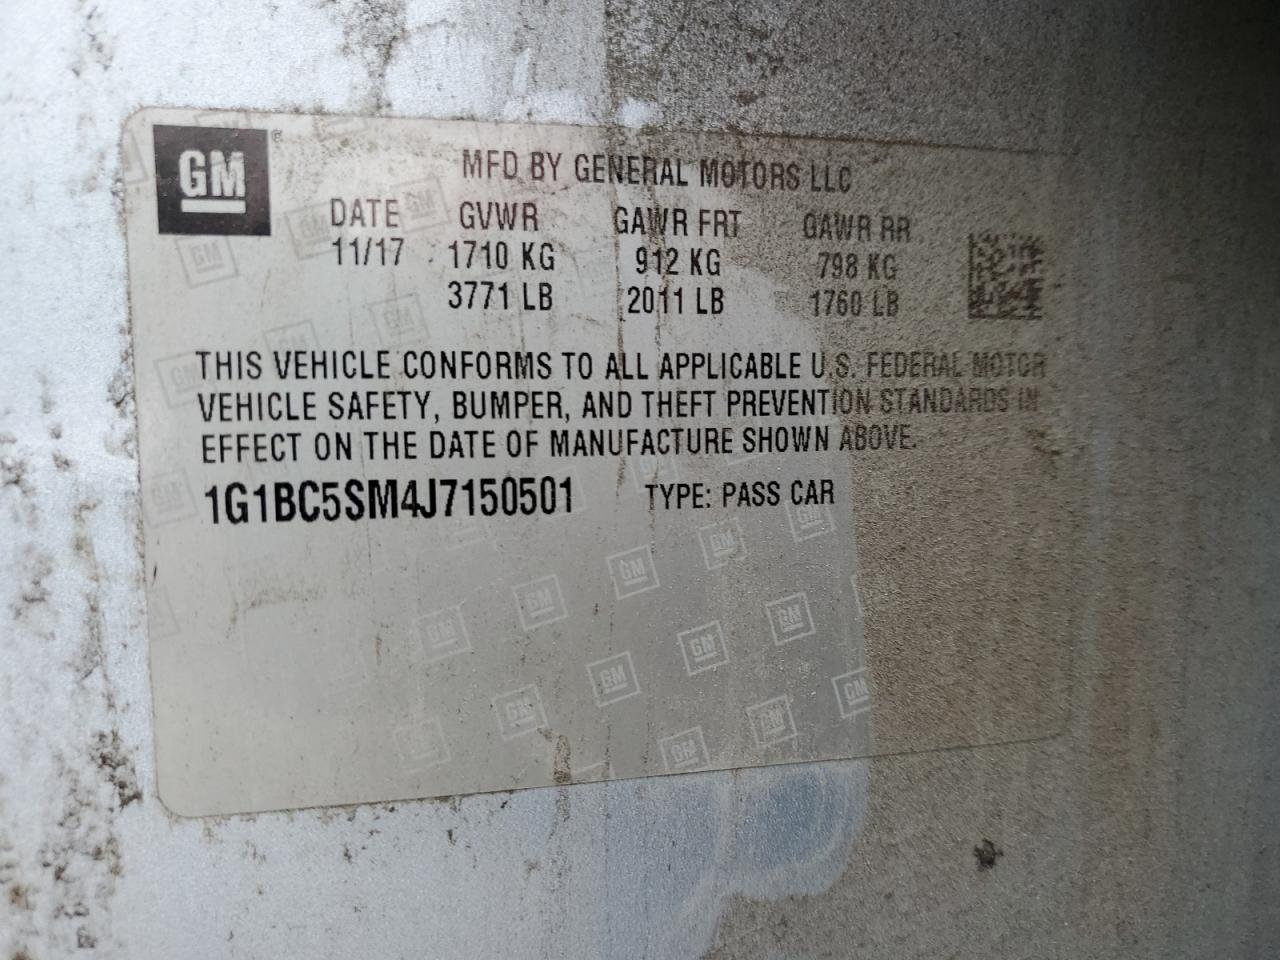 GM
MFD BY GENERAL MOTORS LLC
DATE GVWR GAWR FRT GAWR RR
11/17 1710 KG 912 KG 798 KG
3771 LB 2011 LB 1760 LB
THIS VEHICLE CONFORMS TO ALL APPLICABLE U.S. FEDERAL MOTOR
VEHICLE SAFETY, BUMPER, AND THEFT PREVENTION STANDARDS IN
EFFECT ON THE DATE OF MANUFACTURE SHOWN ABOVE.
1G1BC5SM4J7150501 TYPE: PASS CAR